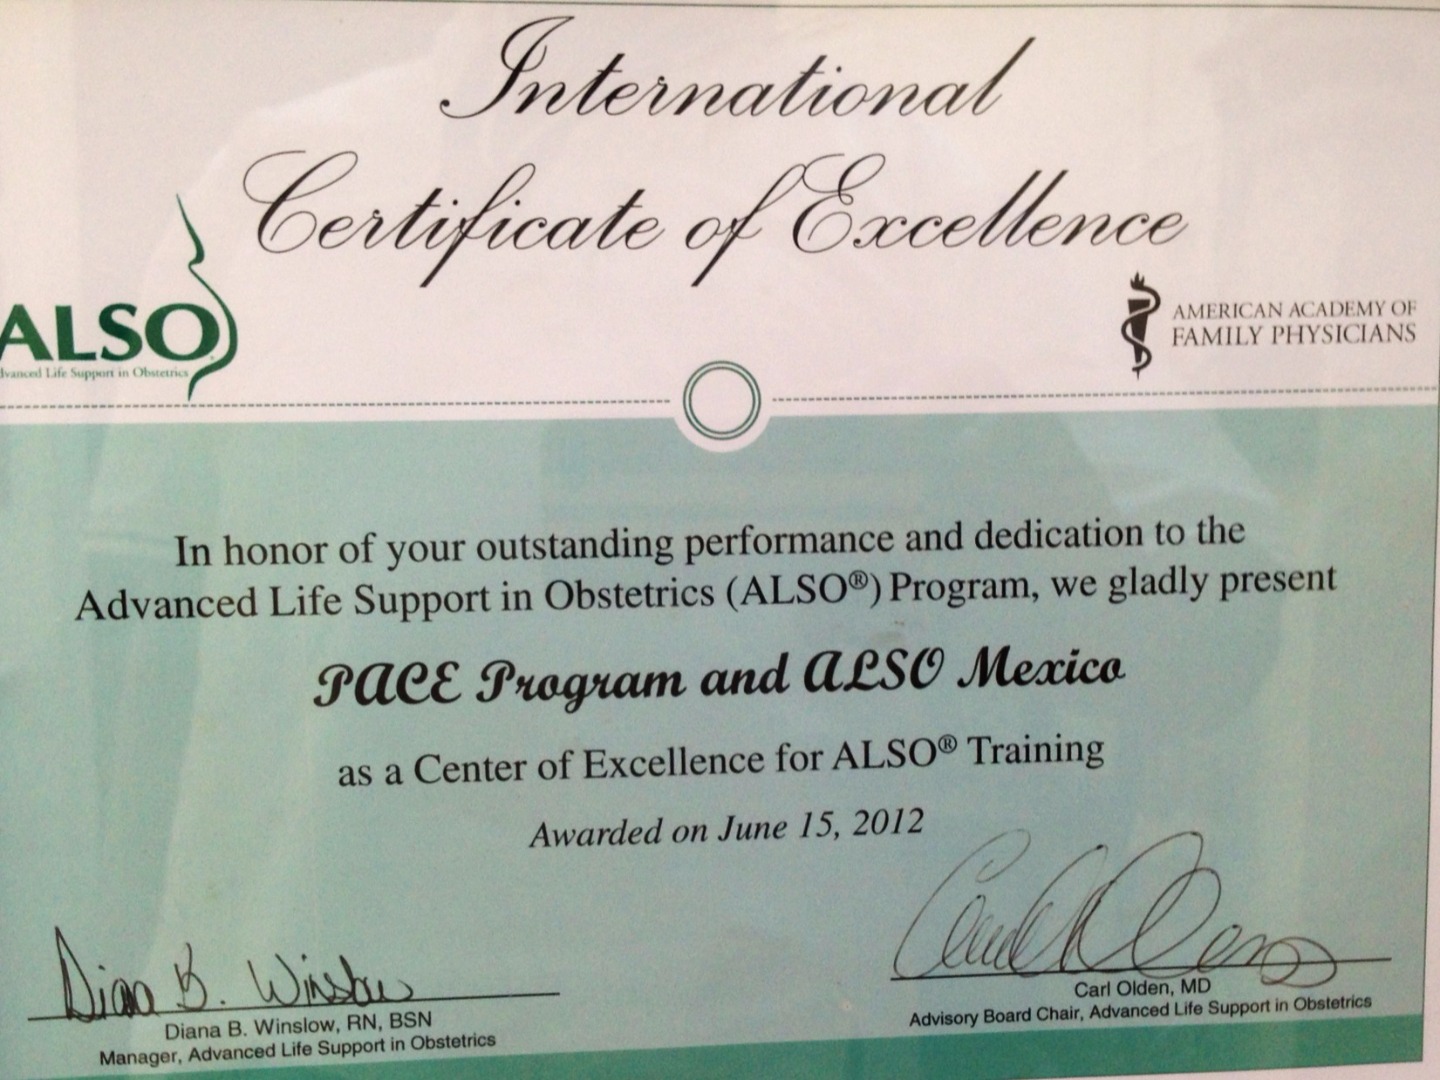 International
Certificate of Excellence
ALSO
Advanced Life Support in Obstetrics
AMERICAN ACADEMY OF
FAMILY PHYSICIANS
In honor of your outstanding performance and dedication to the
Advanced Life Support in Obstetrics (ALSO®) Program, we gladly present
PACE Program and ALSO Mexico
as a Center of Excellence for ALSO® Training
Awarded on June 15, 2012
Diana B. Winslow
Diana B. Winslow, RN, BSN
Manager, Advanced Life Support in Obstetrics
Carl Olden
Carl Olden, MD
Advisory Board Chair, Advanced Life Support in Obstetrics